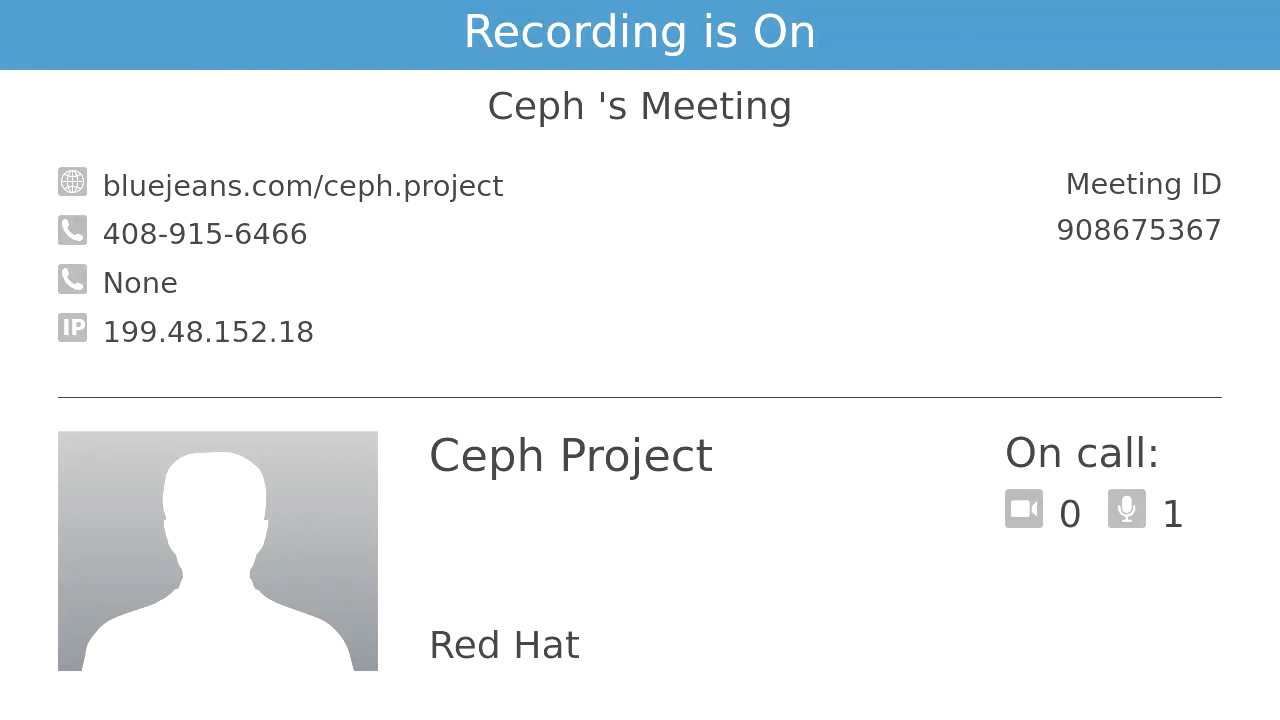 Recording is On
Ceph 's Meeting
bluejeans.com/ceph.project
408-915-6466
None
IP 199.48.152.18
Meeting ID
908675367
Ceph Project
Red Hat
On call:
0 1